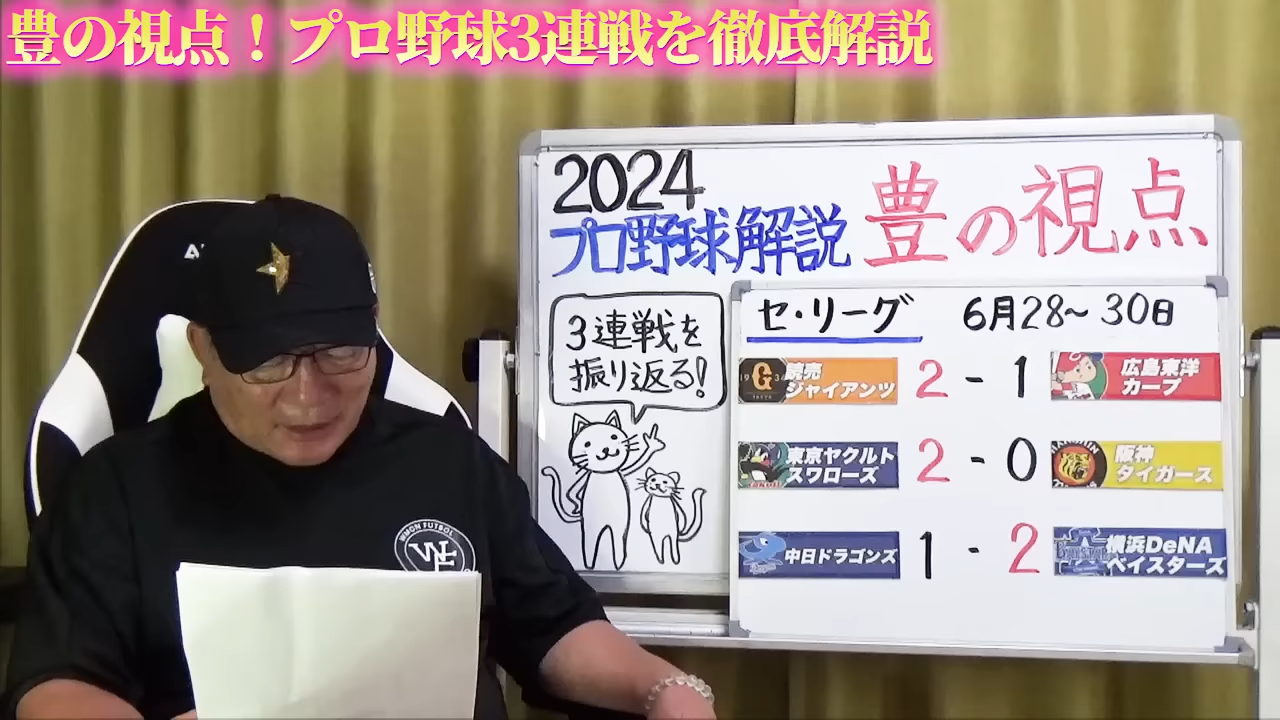 豊の視点！プロ野球3連戦を徹底解説
2024
プロ野球解説 豊の視点
3連戦を
振り返る!
セ・リーグ 6月28〜30日
読売
ジャイアンツ
2 - 1
広島東洋
カープ
東京ヤクルト
スワローズ
2 - 0
阪神
タイガース
中日ドラゴンズ
1 - 2
横浜DeNA
ベイスターズ